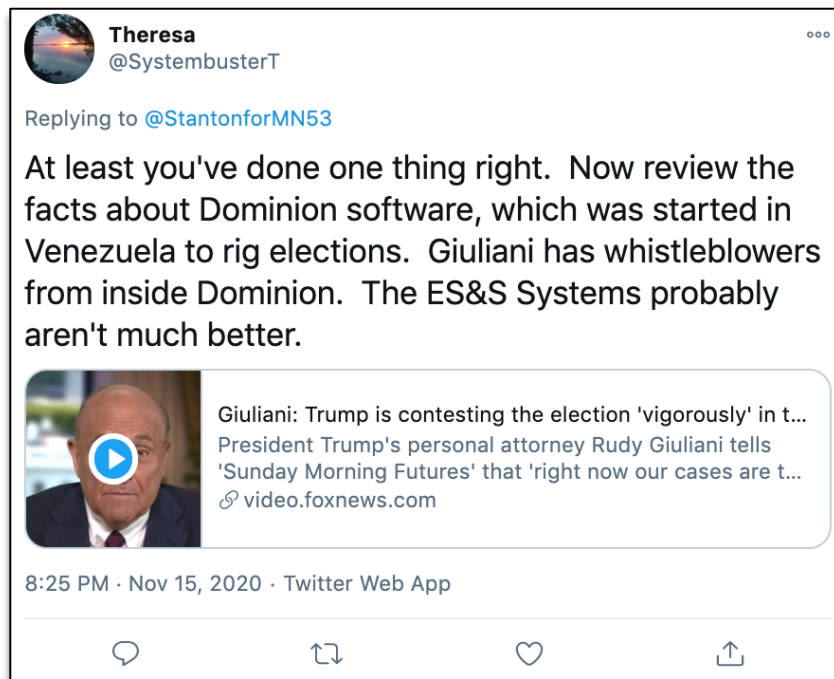 Theresa
@SystembusterT
Replying to @StantonforMN53
At least you've done one thing right.  Now review the
facts about Dominion software, which was started in
Venezuela to rig elections.  Giuliani has whistleblowers
from inside Dominion.  The ES&S Systems probably
aren't much better.
Giuliani: Trump is contesting the election 'vigorously' in t...
President Trump's personal attorney Rudy Giuliani tells
'Sunday Morning Futures' that 'right now our cases are t...
video.foxnews.com
8:25 PM · Nov 15, 2020 · Twitter Web App